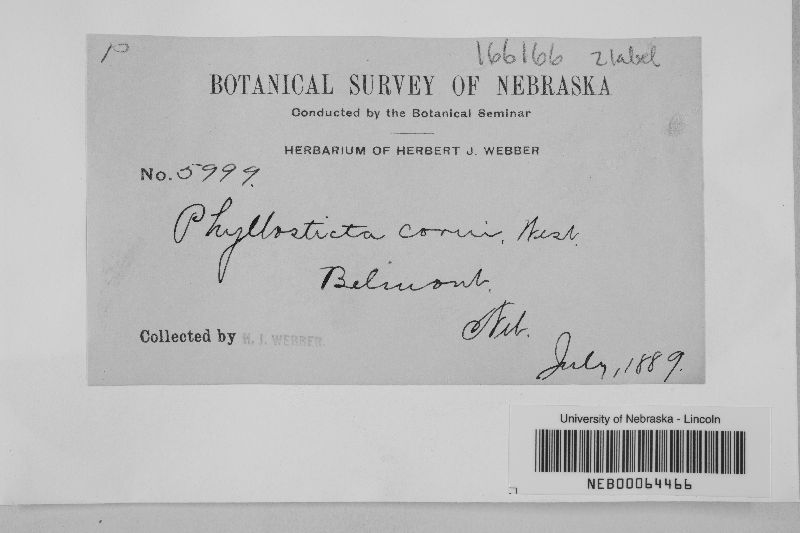 P
166166 2 label
BOTANICAL SURVEY OF NEBRASKA
Conducted by the Botanical Seminar
HERBARIUM OF HERBERT J. WEBBER
No. 5999.
Phyllosticta corni, West.
Belmont.
Neb.
Collected by H. J. WEBBER.
July, 1889.
University of Nebraska - Lincoln
NEB00064466